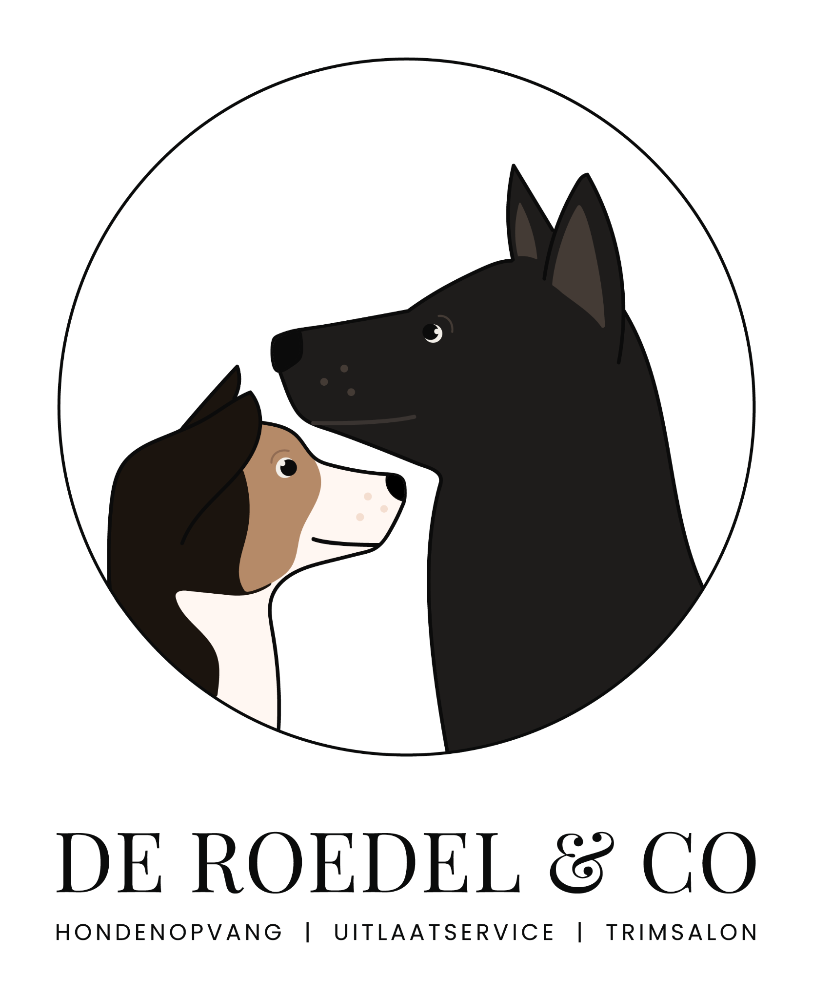 DE ROEDEL & CO
HONDENOPVANG | UITLAATSERVICE | TRIMSALON